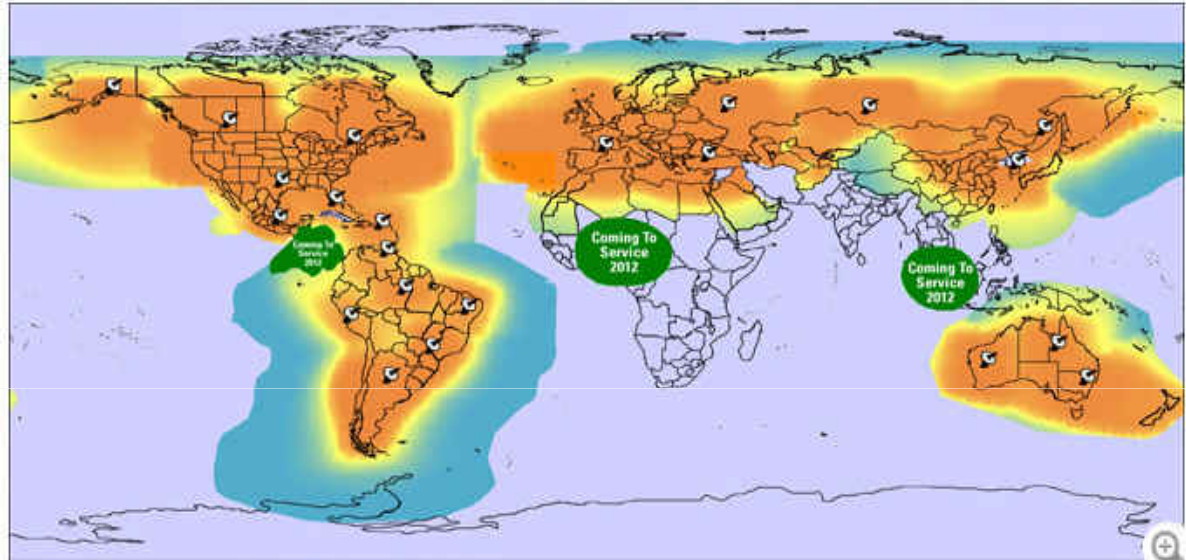 Coming To
Service
2012
Coming To
Service
2012
Coming To
Service
2012